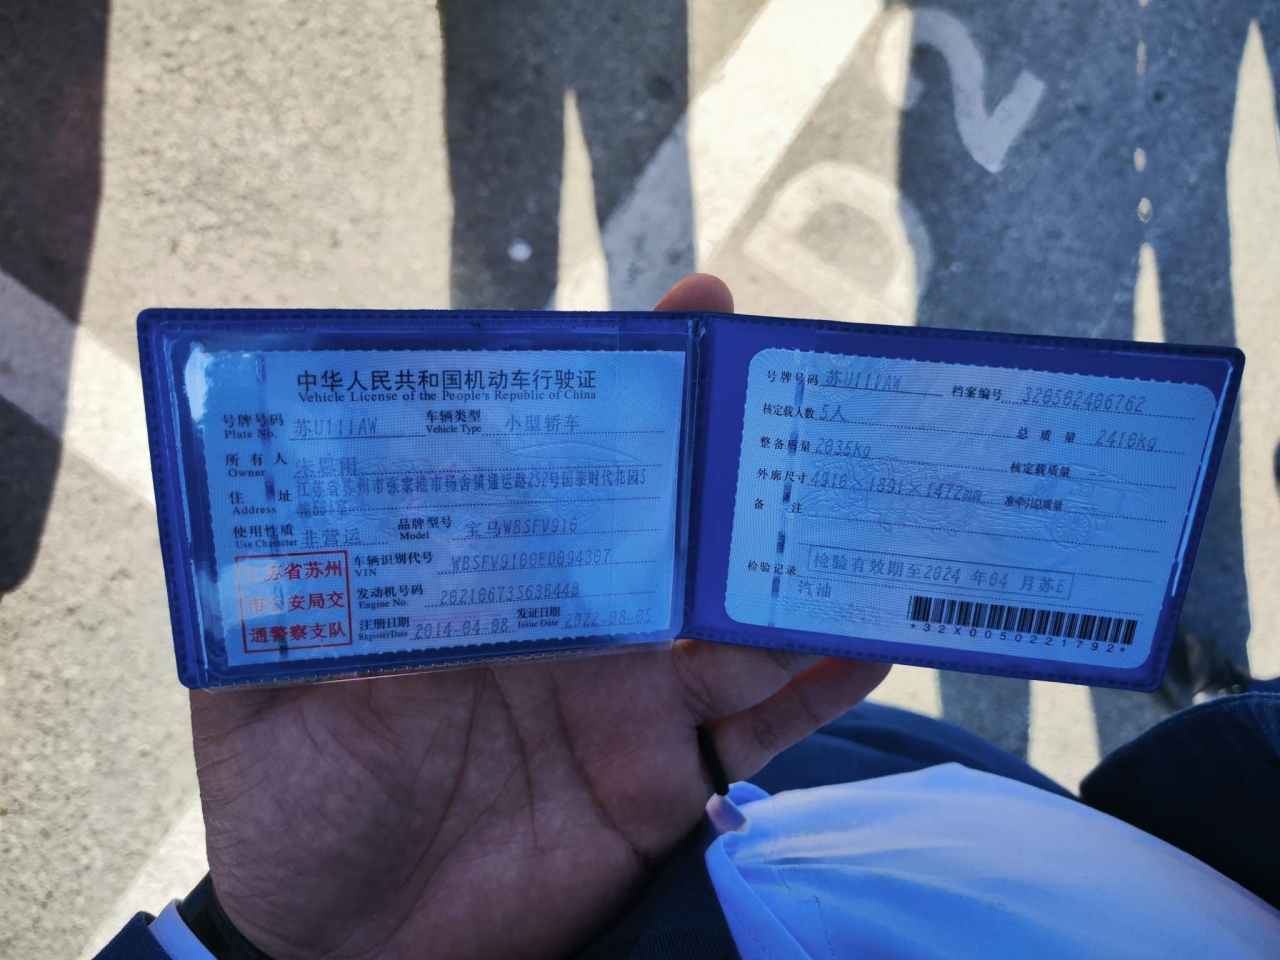 中华人民共和国机动车行驶证
Vehicle License of the People's Republic of China
号牌号码 苏U111AW 车辆类型 小型轿车
Plate No. Vehicle Type
所有人
Owner
住址 江苏省苏州市张家港市杨舍镇 252号国泰时代花园5
Address
使用性质 非营运 品牌型号 宝马WBSFV910
Use Character Model
江苏省苏州
市公安局交
通警察支队
车辆识别代号 WBSFV9100ED094307
VIN
发动机号码 20210673S63B44B
Engine No.
注册日期 2014-04-08 发证日期 2022-08-05
Register Date Issue Date
号牌号码 苏U111AW 档案编号 320502406762
核定载人数 5人 总质量 2410kg
整备质量 2035kg 核定载质量
外廓尺寸 4910×1891×1472mm 准牵引总质量
备注
检验记录 检验有效期至2024年04月苏E
汽油
*32X0050221792*
D2